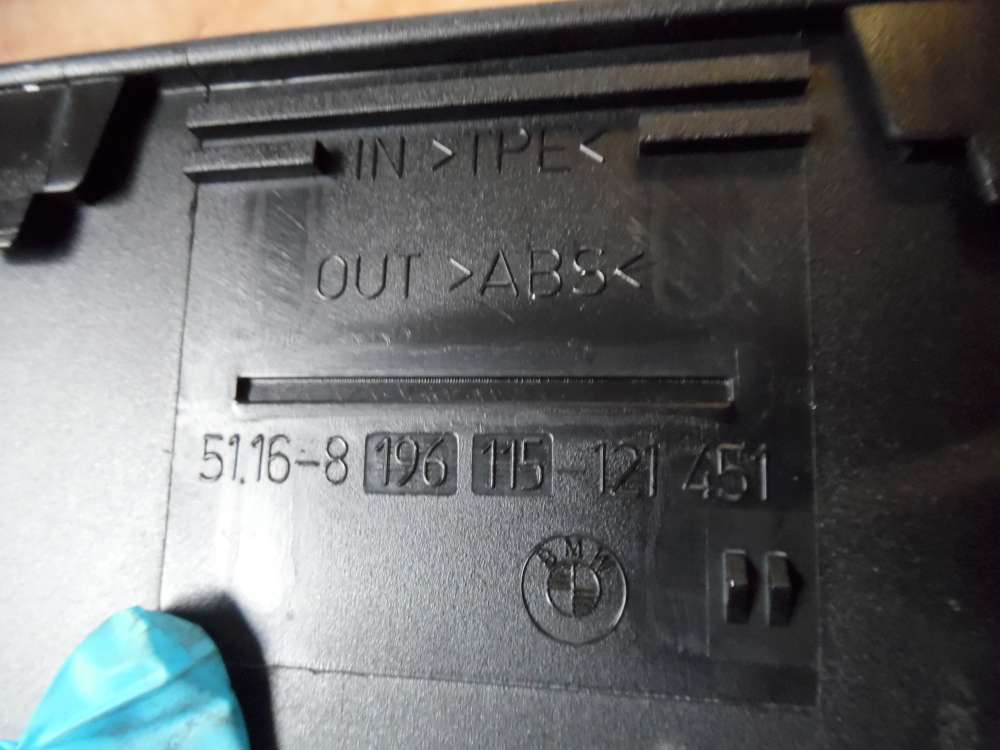 IN >TPE<
OUT >ABS<
51.16-8 196 115-121 451
BMW